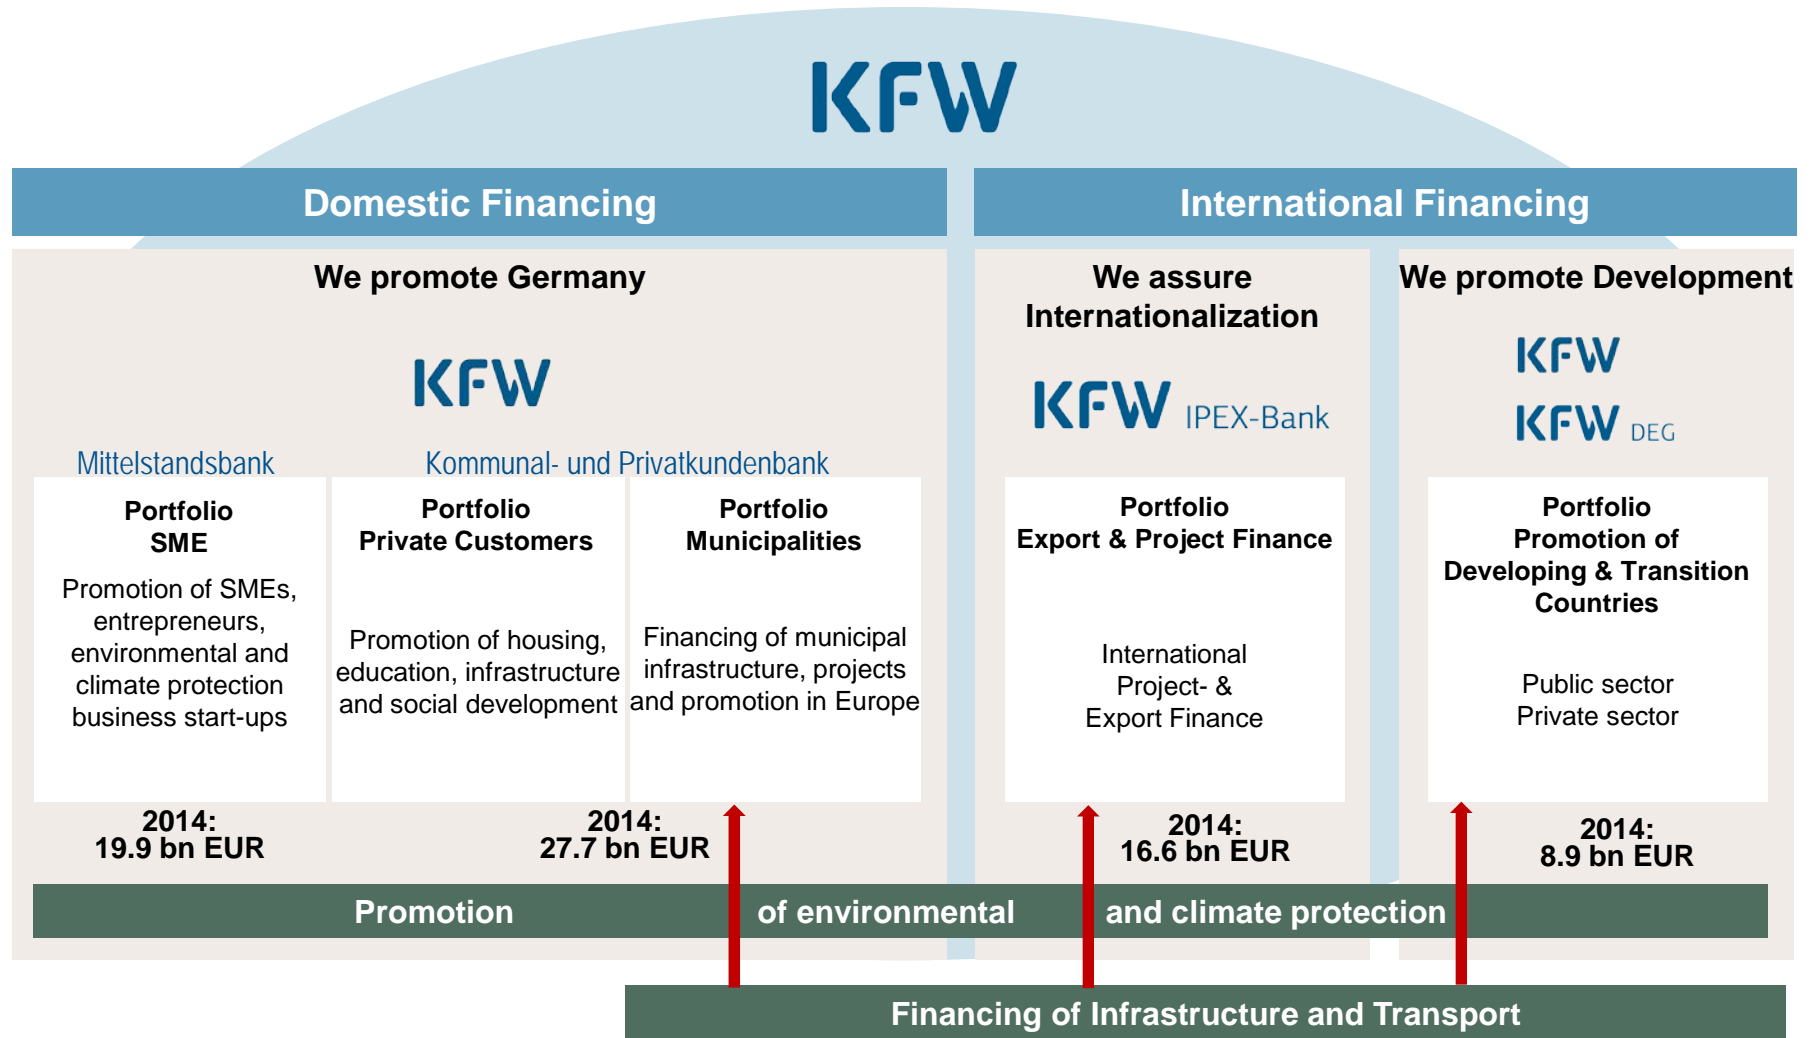 KFW
Domestic Financing
International Financing
We promote Germany
KFW
Mittelstandsbank
Kommunal- und Privatkundenbank
Portfolio
SME
Promotion of SMEs,
entrepreneurs,
environmental and
climate protection
business start-ups
Portfolio
Private Customers
Promotion of housing,
education, infrastructure
and social development
Portfolio
Municipalities
Financing of municipal
infrastructure, projects
and promotion in Europe
2014:
19.9 bn EUR
2014:
27.7 bn EUR
We assure
Internationalization
KFW IPEX-Bank
Portfolio
Export & Project Finance
International
Project- &
Export Finance
2014:
16.6 bn EUR
We promote Development
KFW
KFW DEG
Portfolio
Promotion of
Developing & Transition
Countries
Public sector
Private sector
2014:
8.9 bn EUR
Promotion of environmental and climate protection
Financing of Infrastructure and Transport